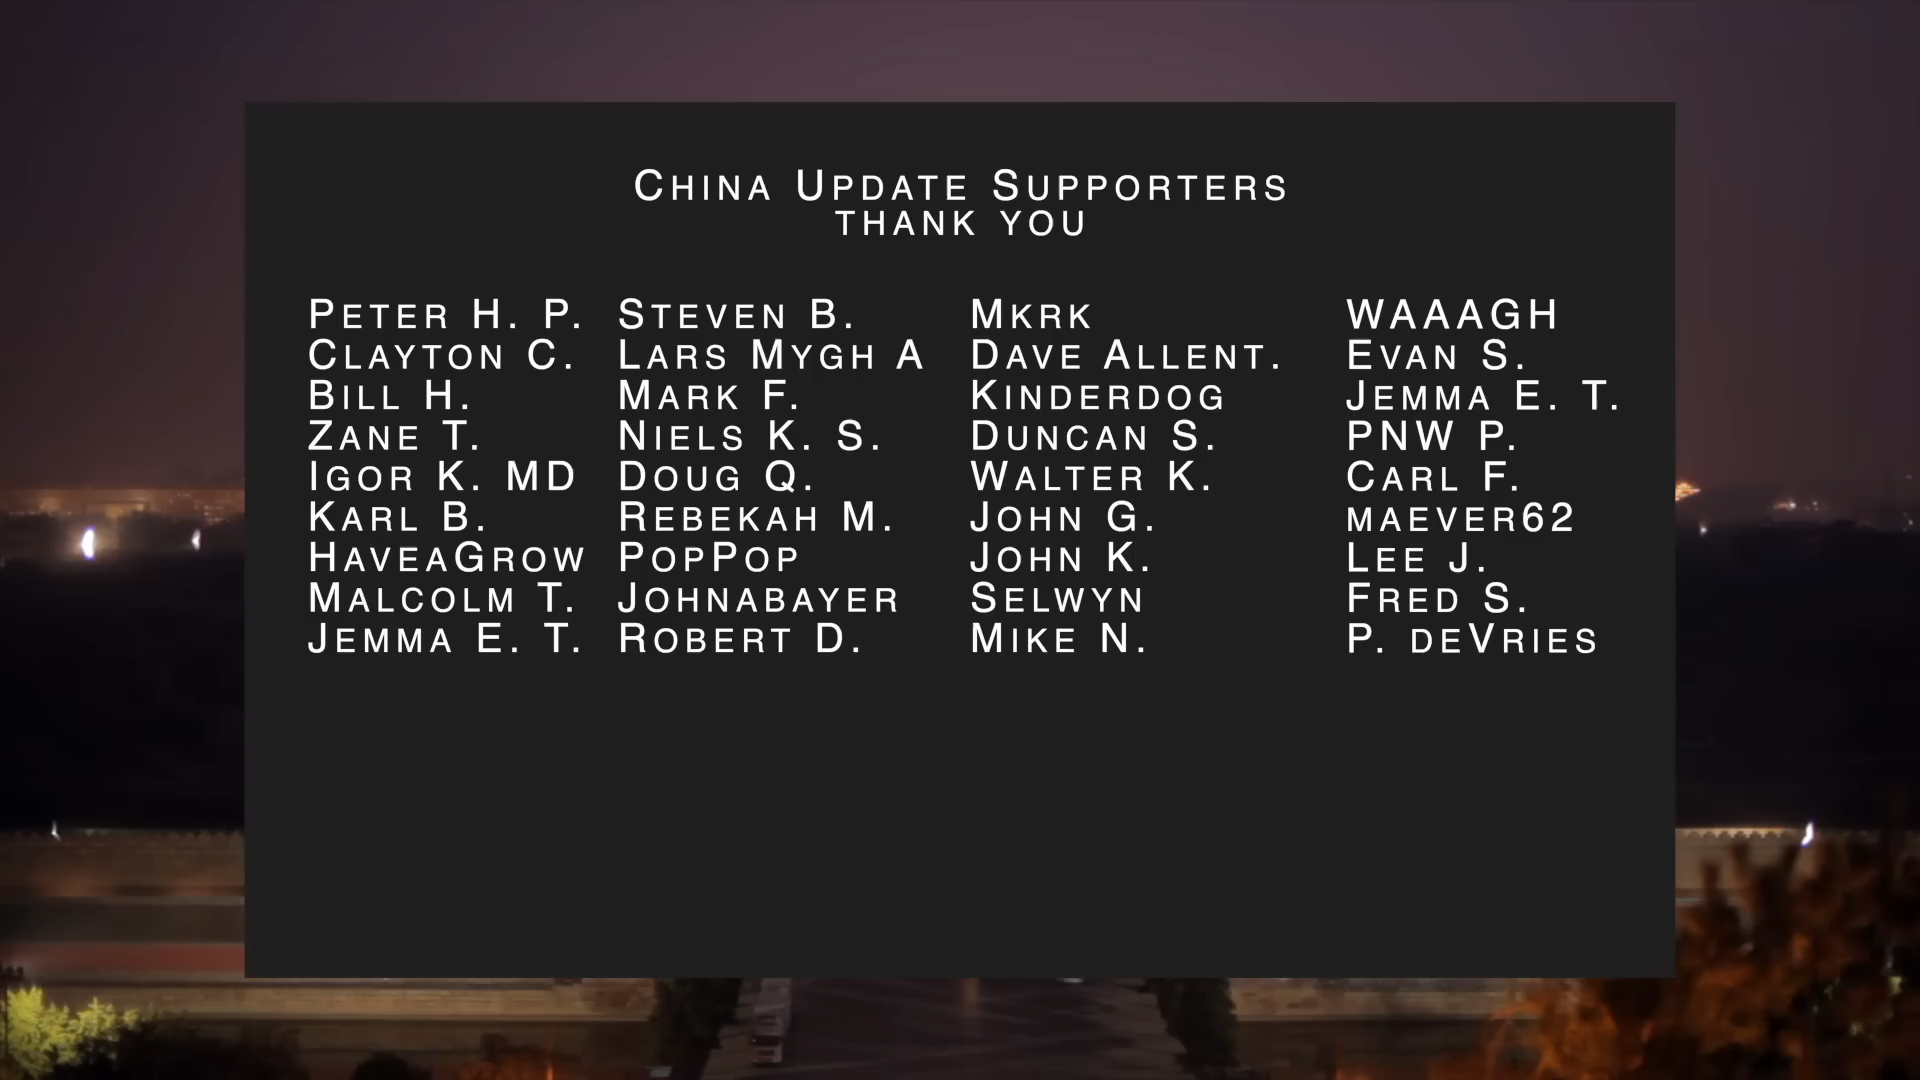 China Update Supporters
THANK YOU
Peter H. P.
Clayton C.
Bill H.
Zane T.
Igor K. MD
Karl B.
HaveaGrow
Malcolm T.
Jemma E. T.
Steven B.
Lars Mygh A
Mark F.
Niels K. S.
Doug Q.
Rebekah M.
PopPop
Johnabayer
Robert D.
Mkrk
Dave Allent.
Kinderdog
Duncan S.
Walter K.
John G.
John K.
Selwyn
Mike N.
WAAAGH
Evan S.
Jemma E. T.
PNW P.
Carl F.
maever62
Lee J.
Fred S.
P. deVries